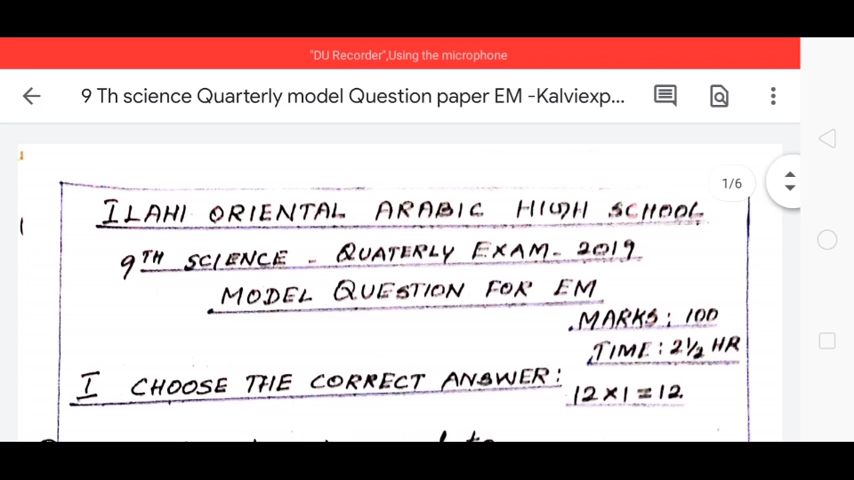 "DU Recorder",Using the microphone
9 Th science Quarterly model Question paper EM -Kalviexp...
1/6
ILAHI ORIENTAL ARABIC HIGH SCHOOL
9TH SCIENCE - QUATERLY EXAM- 2019
MODEL QUESTION FOR EM
MARKS: 100
TIME: 2 1/2 HR
I CHOOSE THE CORRECT ANSWER:
12 x 1 = 12